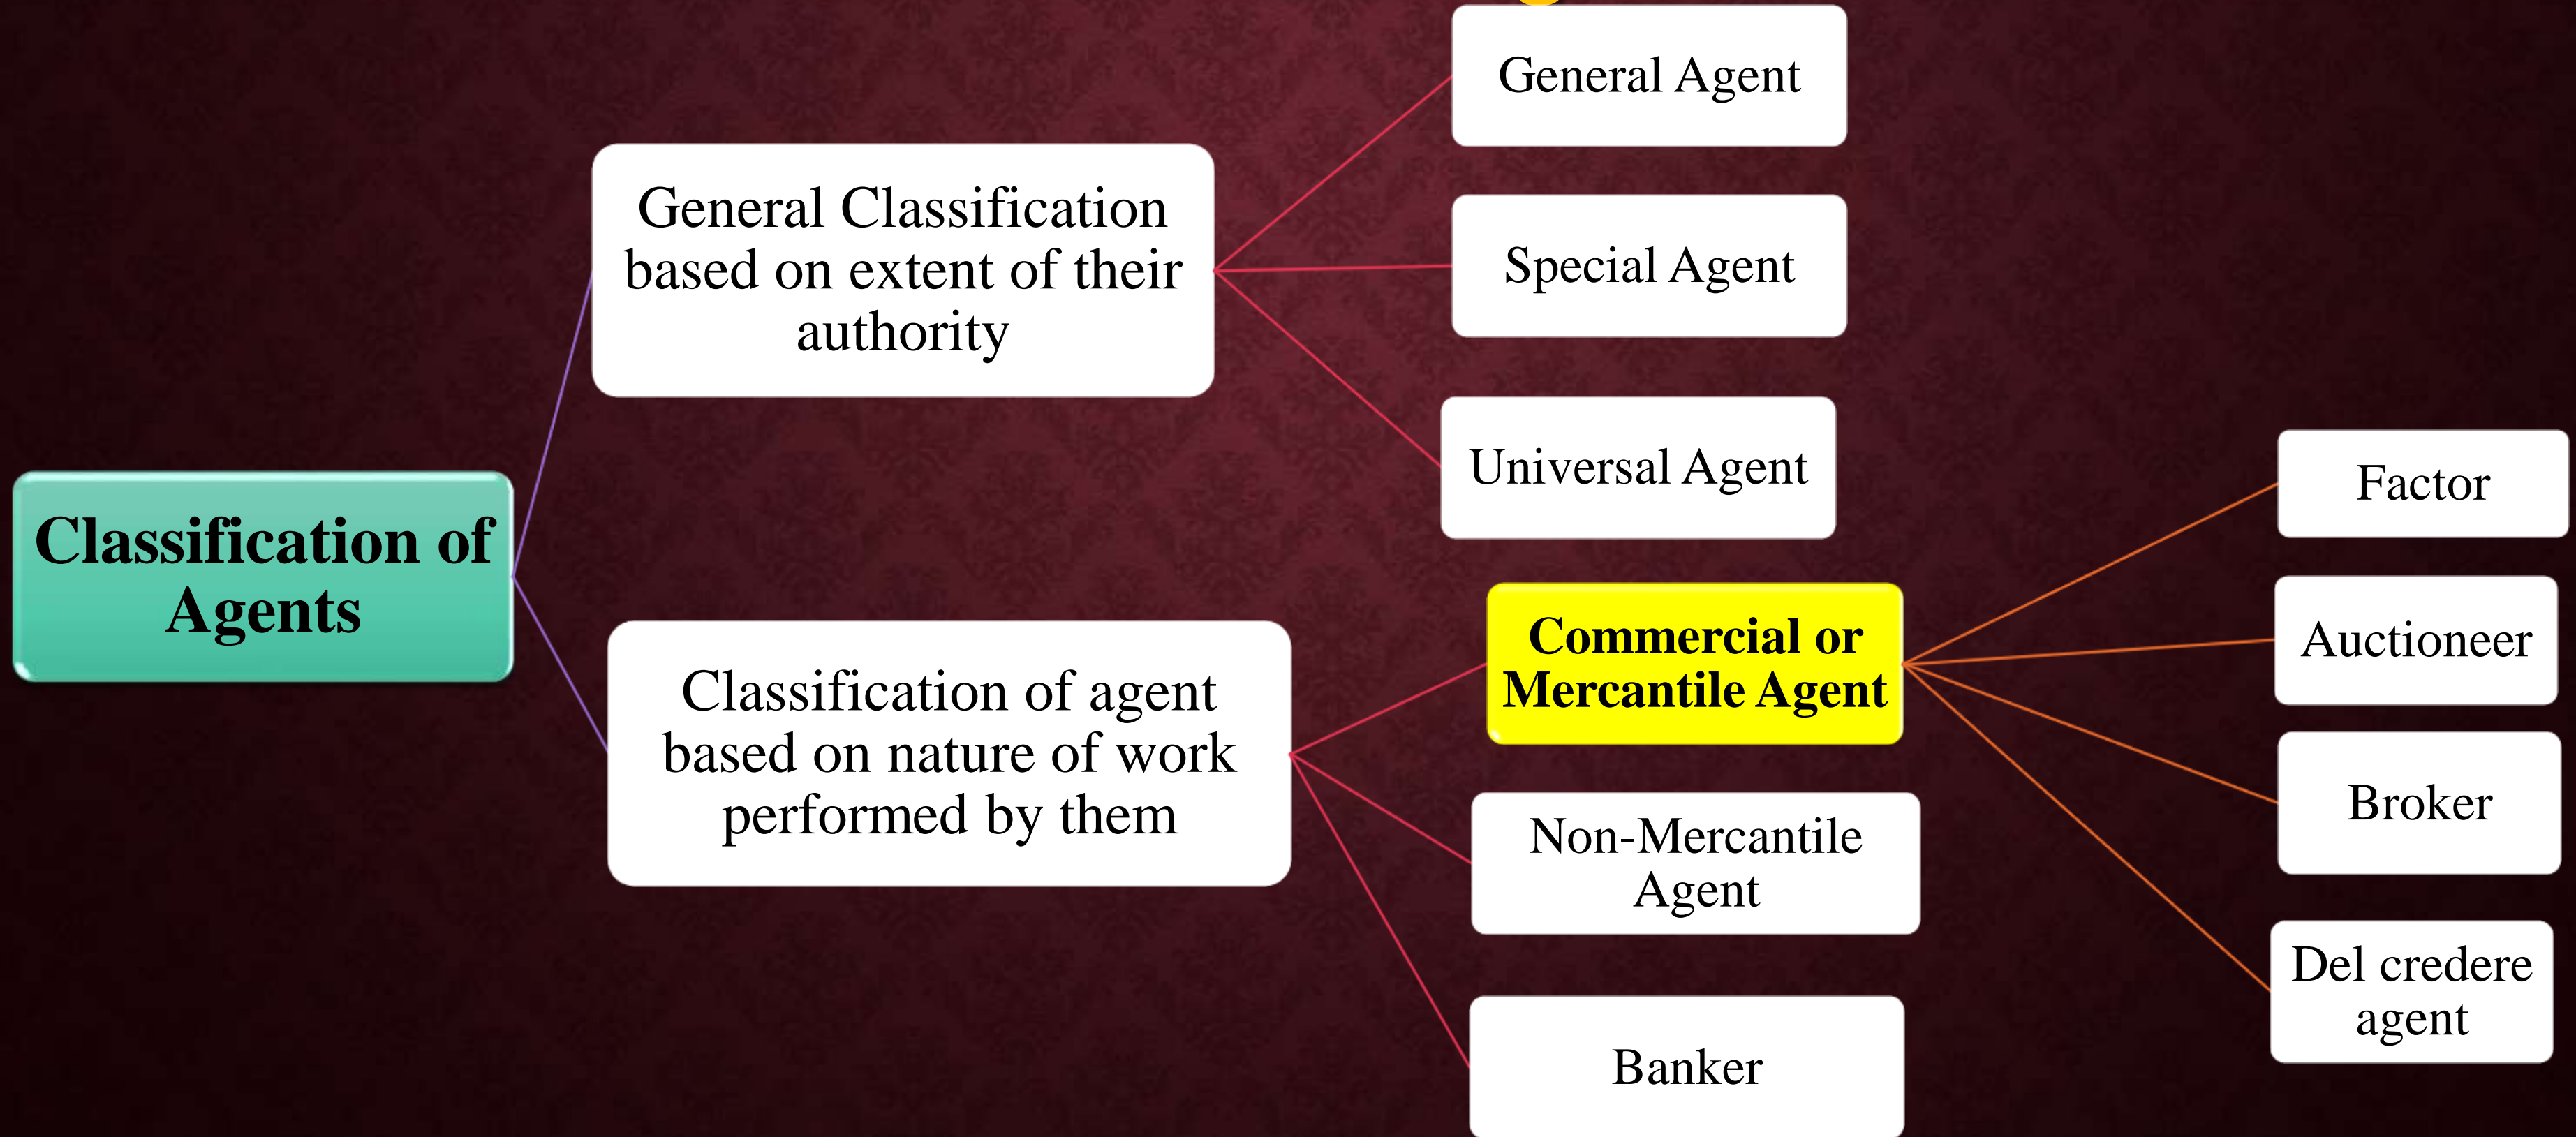 Classification of
Agents
General Classification
based on extent of their
authority
General Agent
Special Agent
Universal Agent
Classification of agent
based on nature of work
performed by them
Commercial or
Mercantile Agent
Factor
Auctioneer
Broker
Del credere
agent
Non-Mercantile
Agent
Banker